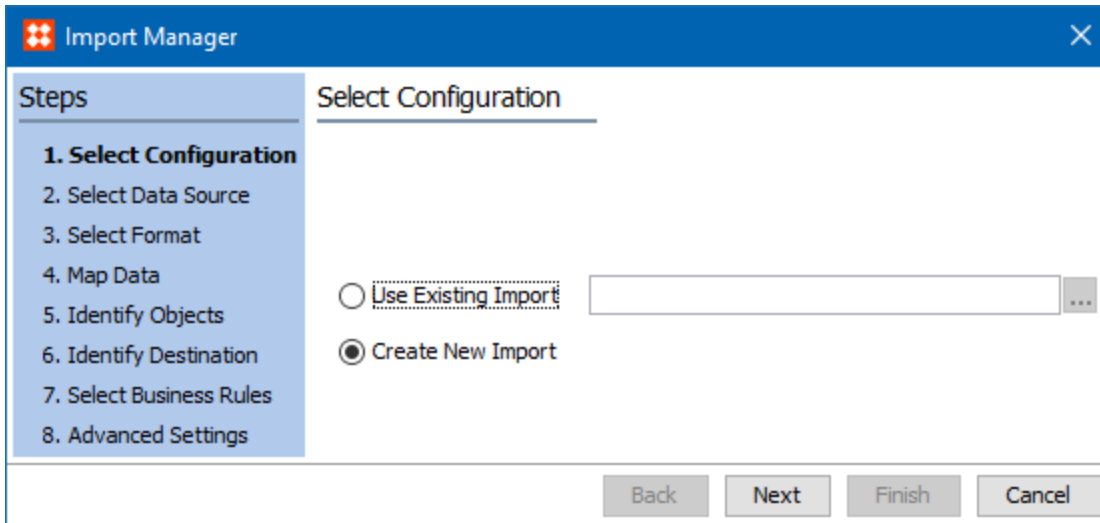 Import Manager
Steps
1. Select Configuration
2. Select Data Source
3. Select Format
4. Map Data
5. Identify Objects
6. Identify Destination
7. Select Business Rules
8. Advanced Settings
Select Configuration
Use Existing Import
...
Create New Import
Back
Next
Finish
Cancel